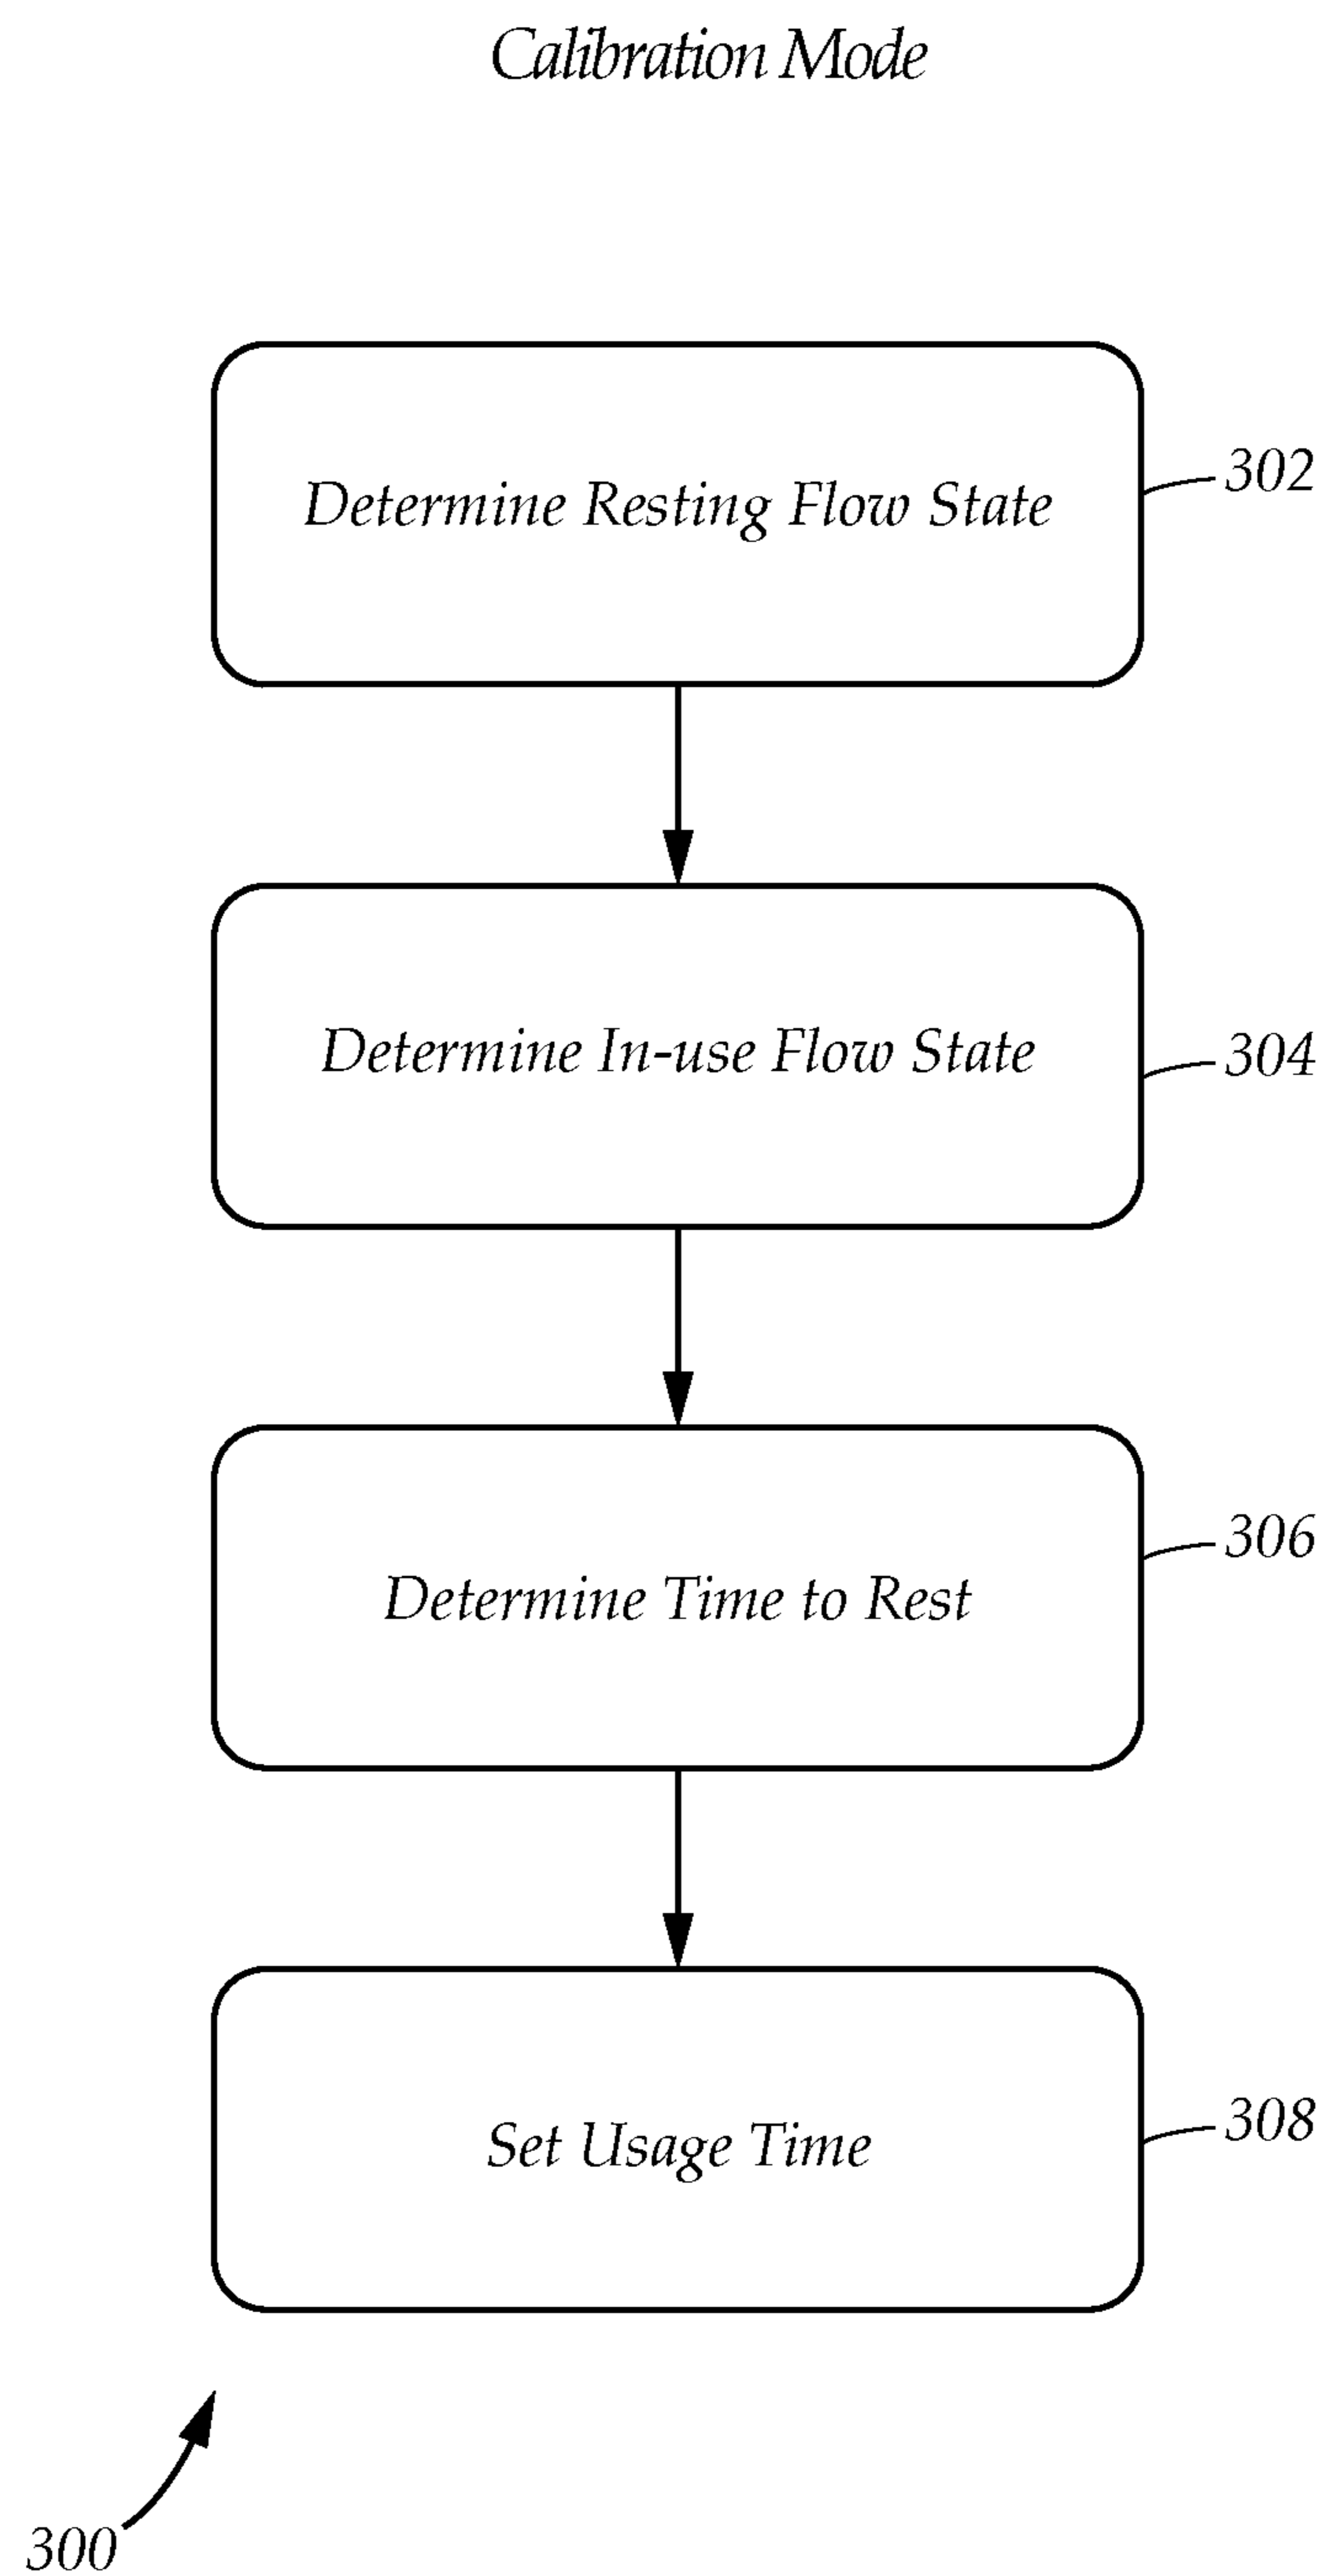 Calibration Mode
Determine Resting Flow State
302
Determine In-use Flow State
304
Determine Time to Rest
306
Set Usage Time
308
300